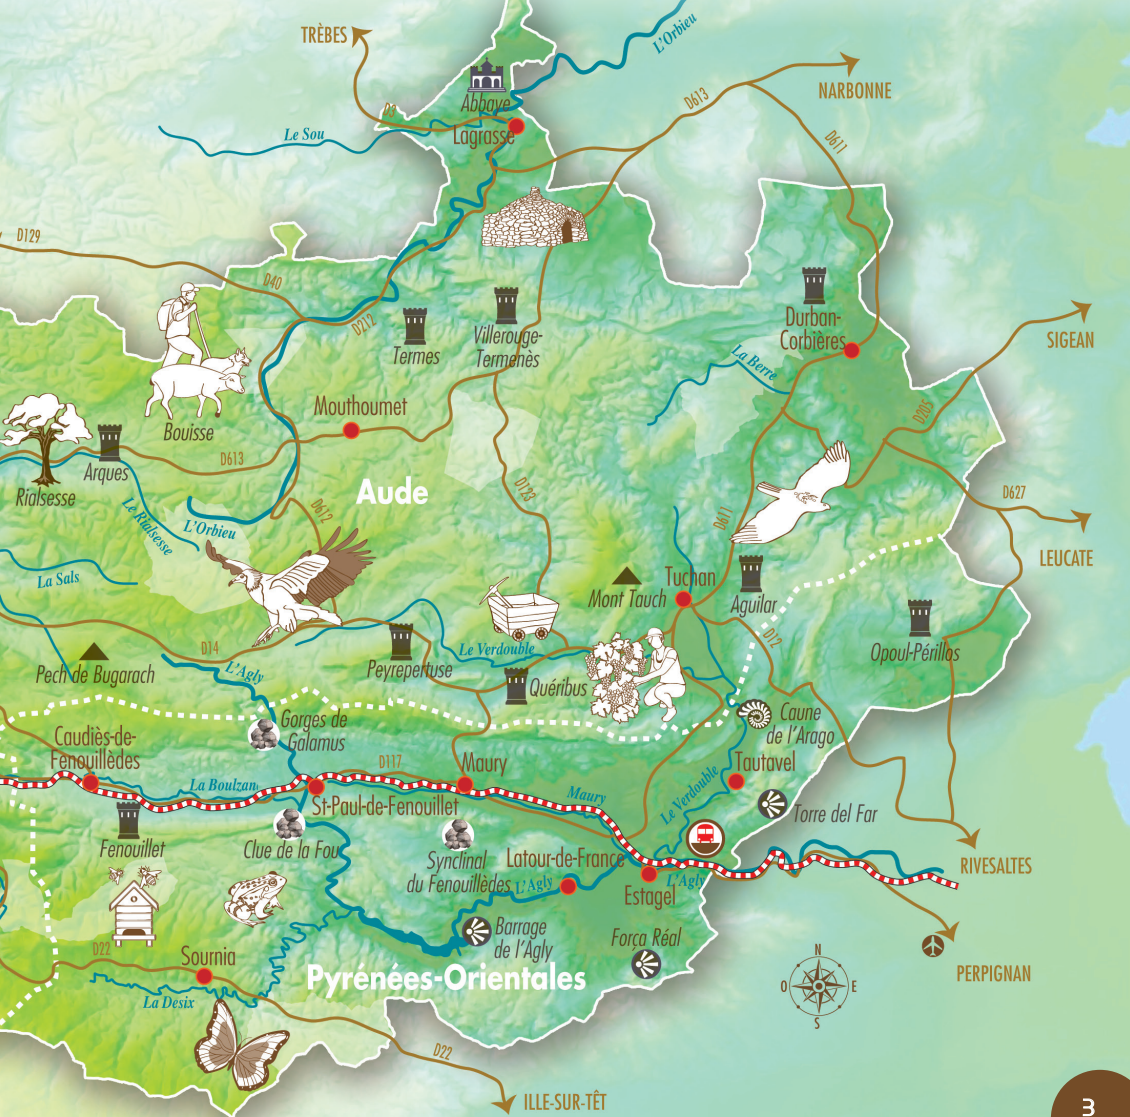 TRÈBES
L'Orbieu
Abbaye
D3
Lagrasse
Le Sou
D613
NARBONNE
D611
D129
D40
D212
Termes
Villerouge-
Termenès
Durban-
Corbières
SIGEAN
La Berre
Bouisse
Mouthoumet
D205
Arques
D613
Rialsesse
Aude
Le Rialsesse
L'Orbieu
D612
D123
D611
D627
LEUCATE
La Sals
Mont Tauch
Tuchan
Aguilar
Opoul-Périllos
D14
D12
Pech de Bugarach
L'Agly
Peyrepertuse
Le Verdouble
Quéribus
Gorges de
Galamus
Caune
de l'Arago
Caudiès-de-
Fenouillèdes
La Boulzan
D117
Maury
Tautavel
St-Paul-de-Fenouillet
Maury
Le Verdouble
Torre del Far
Fenouillet
Clue de la Fou
Synclinal
du Fenouillèdes
Latour-de-France
L'Agly
Estagel
L'Agly
RIVESALTES
Barrage
de l'Agly
Força Réal
D22
Sournia
Pyrénées-Orientales
PERPIGNAN
La Desix
N
O
E
S
D22
ILLE-SUR-TÊT
3